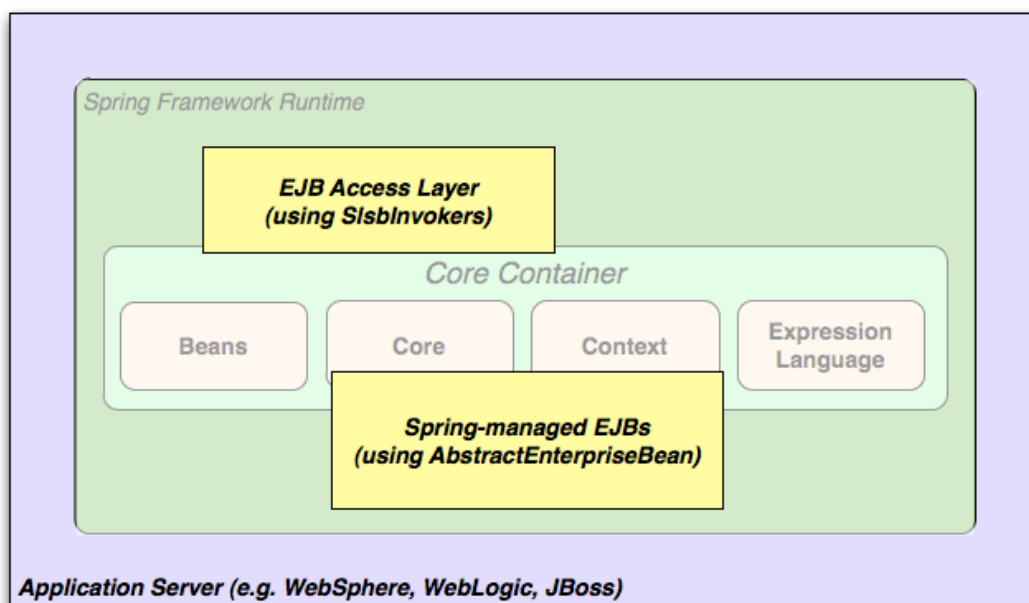 Spring Framework Runtime
EJB Access Layer
(using SlsbInvokers)
Core Container
Beans
Core
Context
Expression
Language
Spring-managed EJBs
(using AbstractEnterpriseBean)
Application Server (e.g. WebSphere, WebLogic, JBoss)